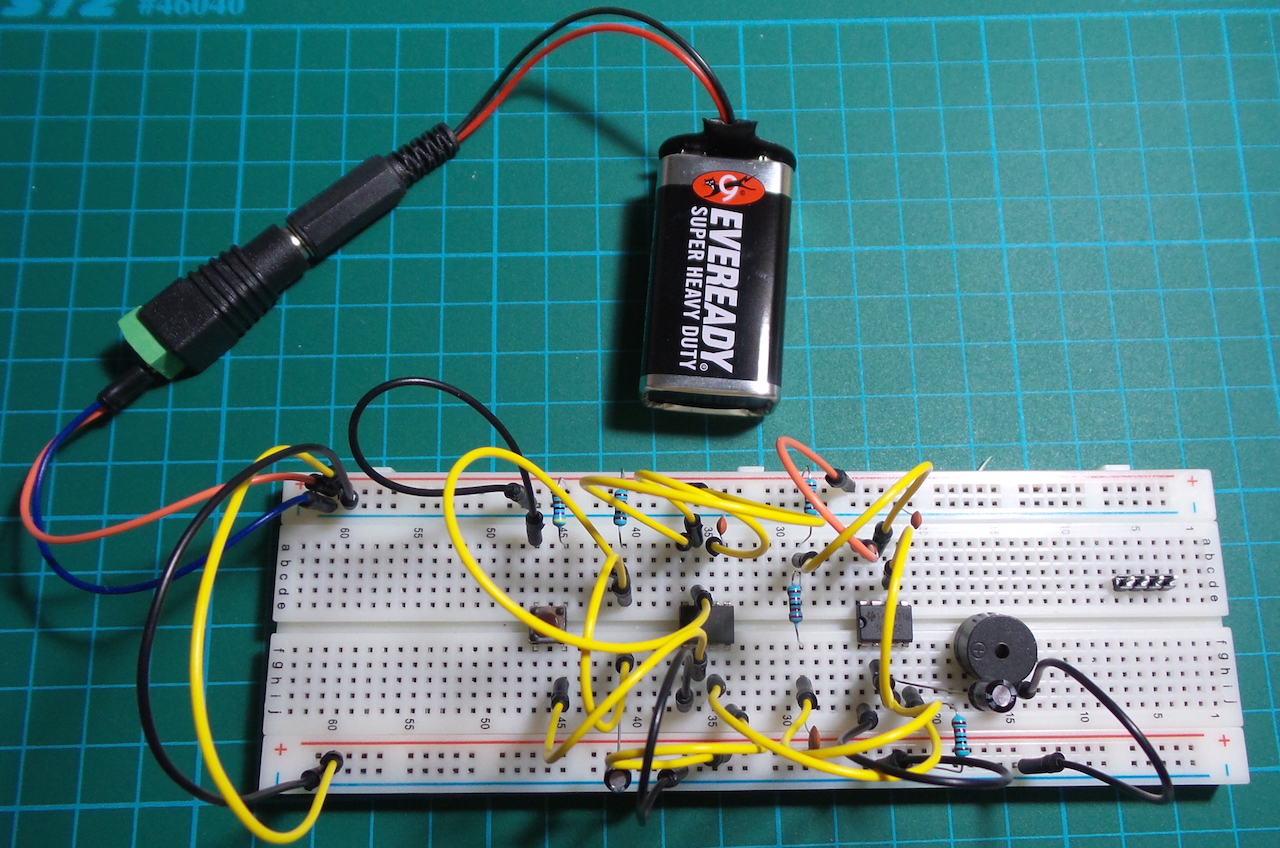 #46040
9
EVEREADY®
SUPER HEAVY DUTY
+ +
- -
60 55 50 45 40 35 30 15 10 5 1
a a
b b
c c
d d
e e
f f
g g
h h
i i
j j
60 55 50 45 40 35 30 15 5 1
+ +
- -